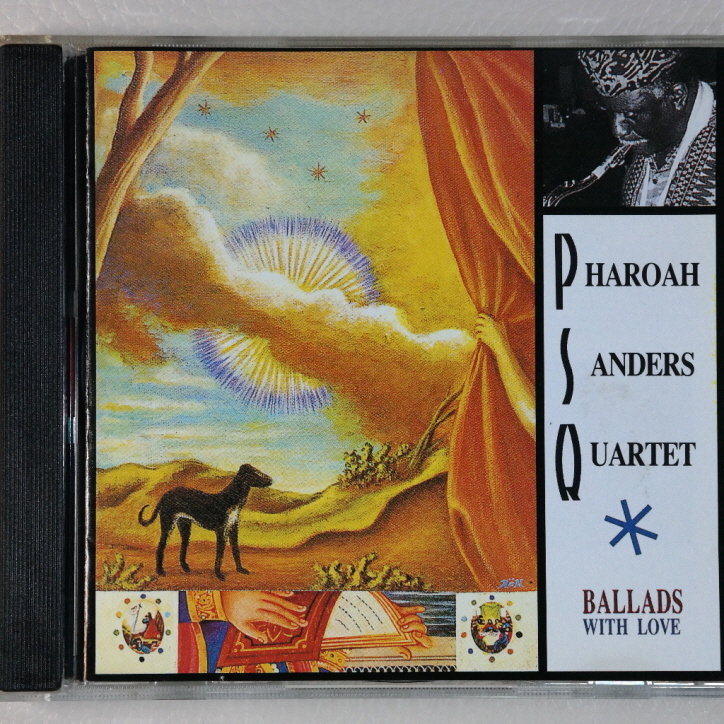 PHAROAH
SANDERS
QUARTET
BALLADS
WITH LOVE